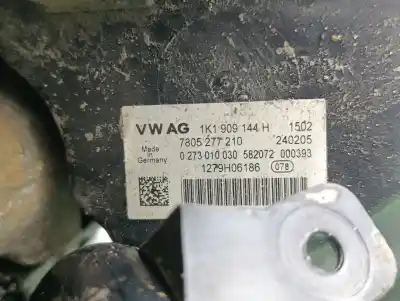 VW AG 1K1 909 144 H 1502
7805 277 210 240205
Made in
Germany
0 273 010 030 582072 000393
1279H06186 078